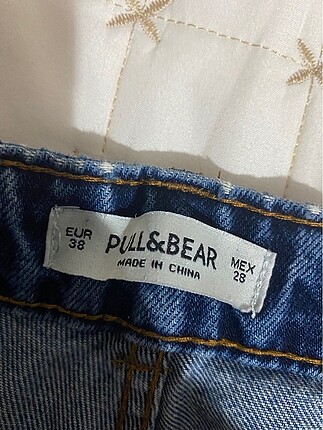 EUR 38
PULL&BEAR
MADE IN CHINA
MEX 28